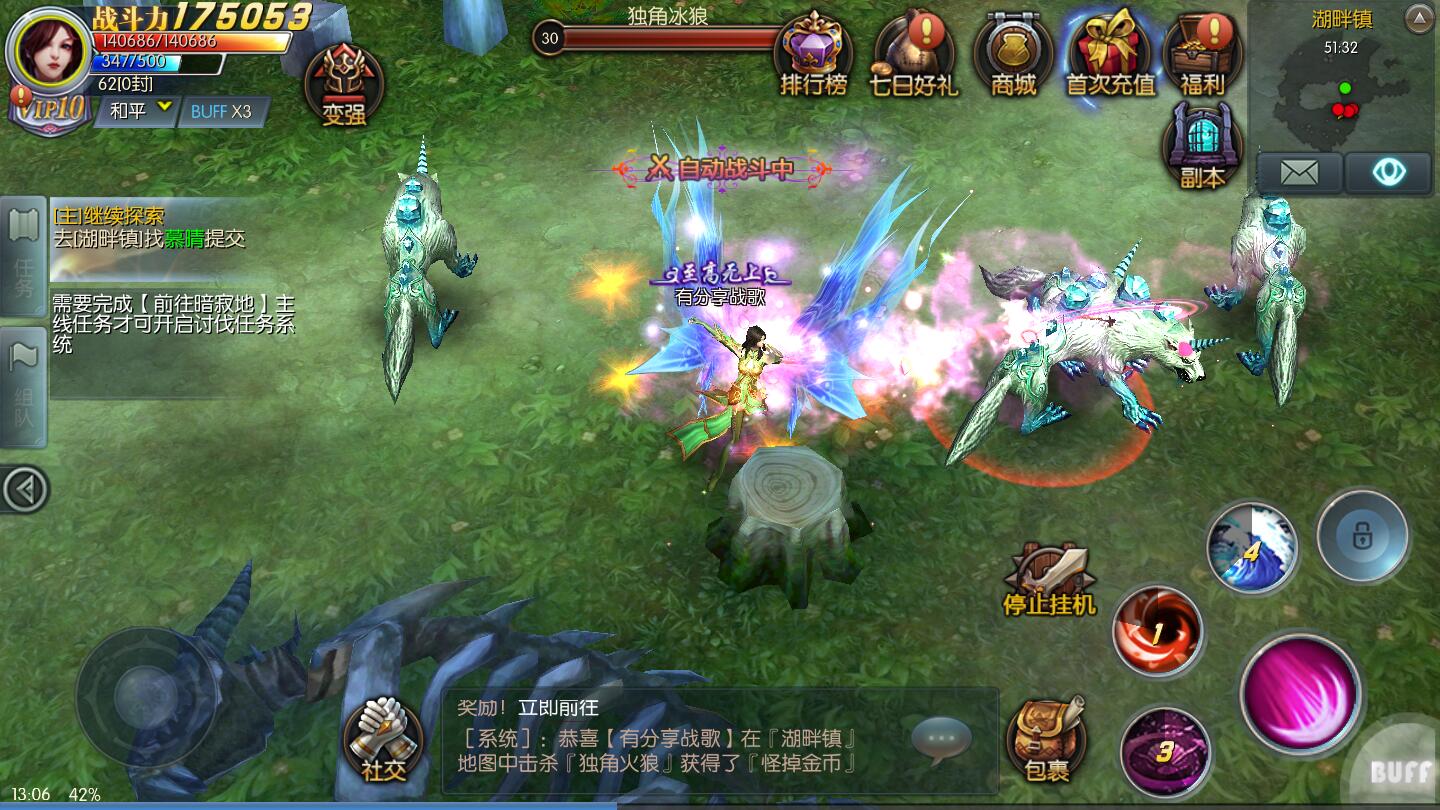 战斗力175053
140686/140686
3477500
62[0封]
VIP10
和平
BUFF X3
变强
独角冰狼
30
排行榜
七日好礼
商城
首次充值
福利
副本
湖畔镇
51:32
自动战斗中
任务
[主]继续探索
去[湖畔镇]找慕晴提交
需要完成【前往暗寂地】主
线任务才可开启讨伐任务系
统
组队
至高无上
有分享战歌
停止挂机
4
1
3
社交
奖励！立即前往
［系统］：恭喜【有分享战歌】在『湖畔镇』
地图中击杀『独角火狼』获得了『怪掉金币』
包裹
BUFF
13:06 42%